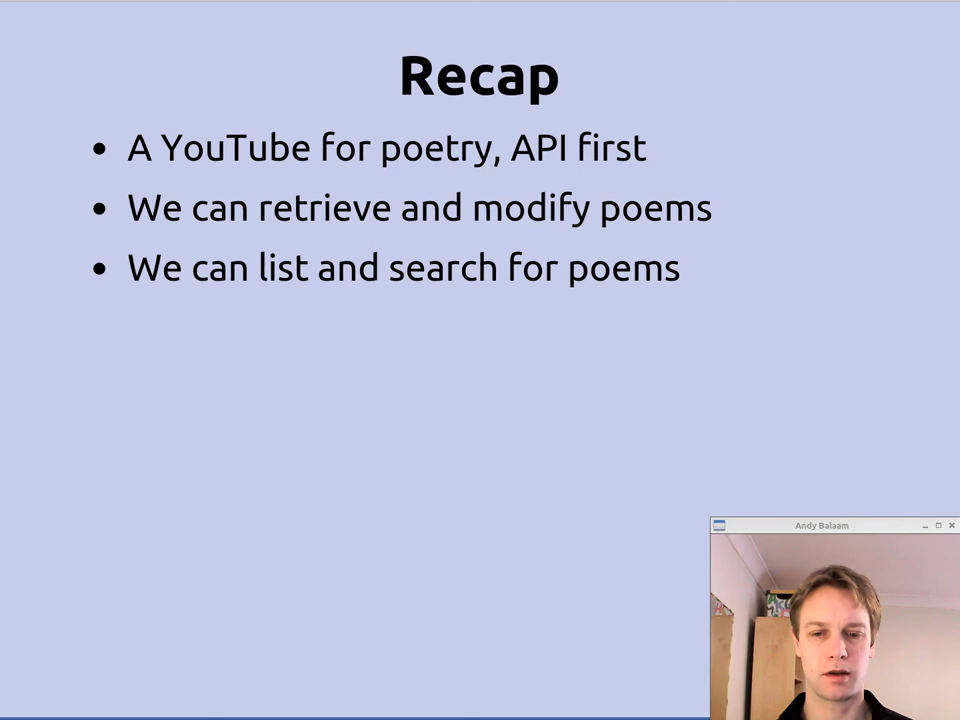 Recap
• A YouTube for poetry, API first
• We can retrieve and modify poems
• We can list and search for poems
Andy Balaam